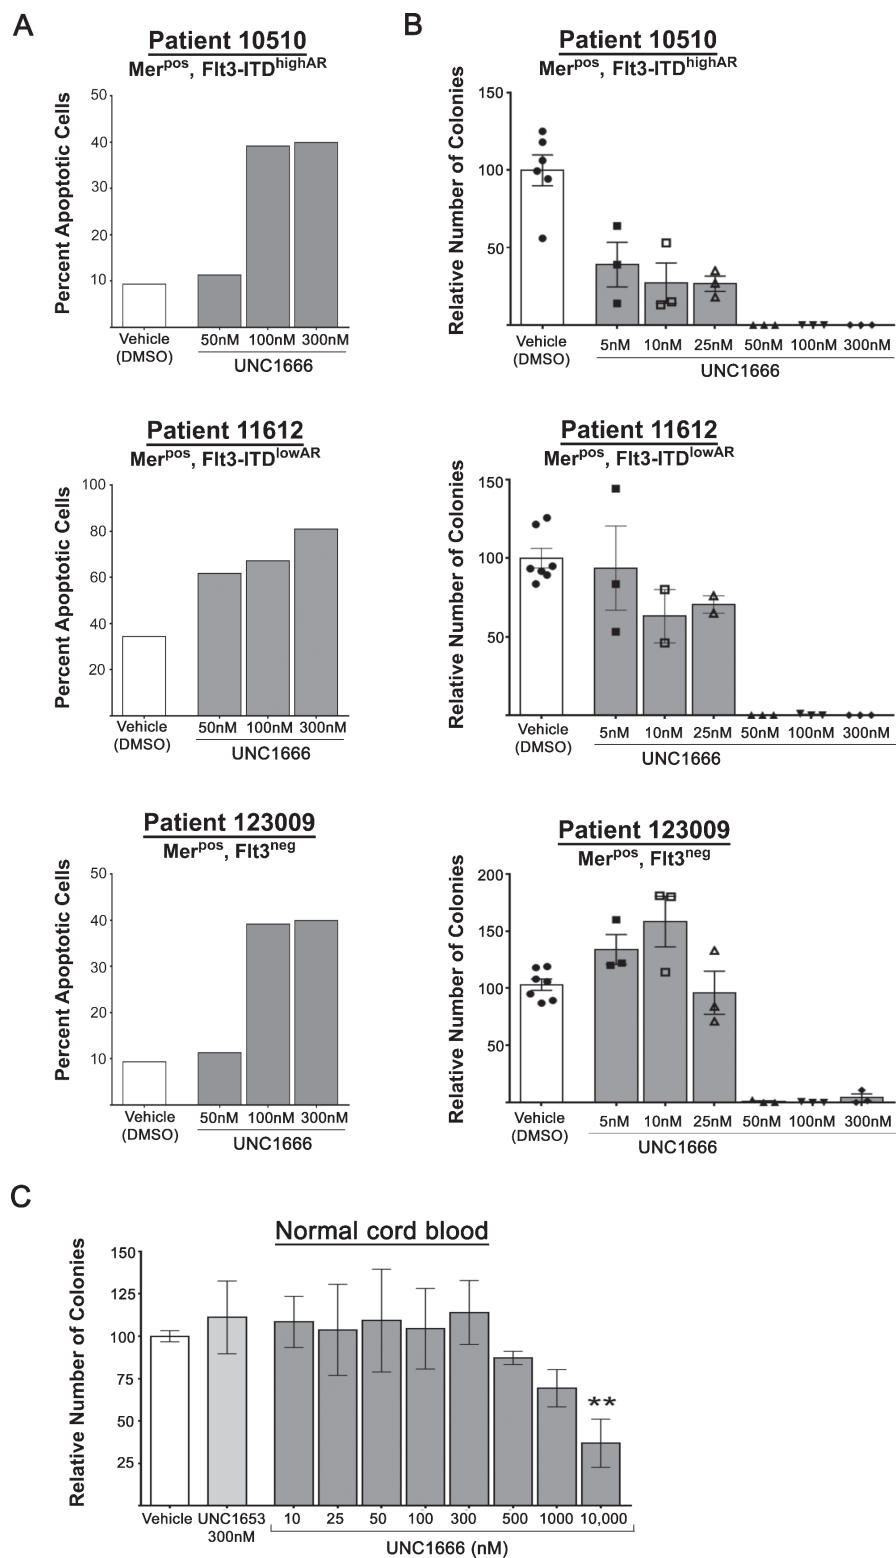 A
Patient 10510
Merpos, Flt3-ITDhighAR
Percent Apoptotic Cells
50
40
30
20
10
Vehicle
(DMSO)
50nM 100nM 300nM
UNC1666
B
Patient 10510
Merpos, Flt3-ITDhighAR
Relative Number of Colonies
150
100
50
Vehicle
(DMSO)
5nM 10nM 25nM 50nM 100nM 300nM
UNC1666
Patient 11612
Merpos, Flt3-ITDlowAR
Percent Apoptotic Cells
100
80
60
40
20
Vehicle
(DMSO)
50nM 100nM 300nM
UNC1666
Patient 11612
Merpos, Flt3-ITDlowAR
Relative Number of Colonies
150
100
50
Vehicle
(DMSO)
5nM 10nM 25nM 50nM 100nM 300nM
UNC1666
Patient 123009
Merpos, Flt3neg
Percent Apoptotic Cells
50
40
30
20
10
Vehicle
(DMSO)
50nM 100nM 300nM
UNC1666
Patient 123009
Merpos, Flt3neg
Relative Number of Colonies
200
150
100
50
Vehicle
(DMSO)
5nM 10nM 25nM 50nM 100nM 300nM
UNC1666
C
Normal cord blood
Relative Number of Colonies
150
125
100
75
50
25
**
Vehicle UNC1653 10 25 50 100 300 500 1000 10,000
300nM
UNC1666 (nM)